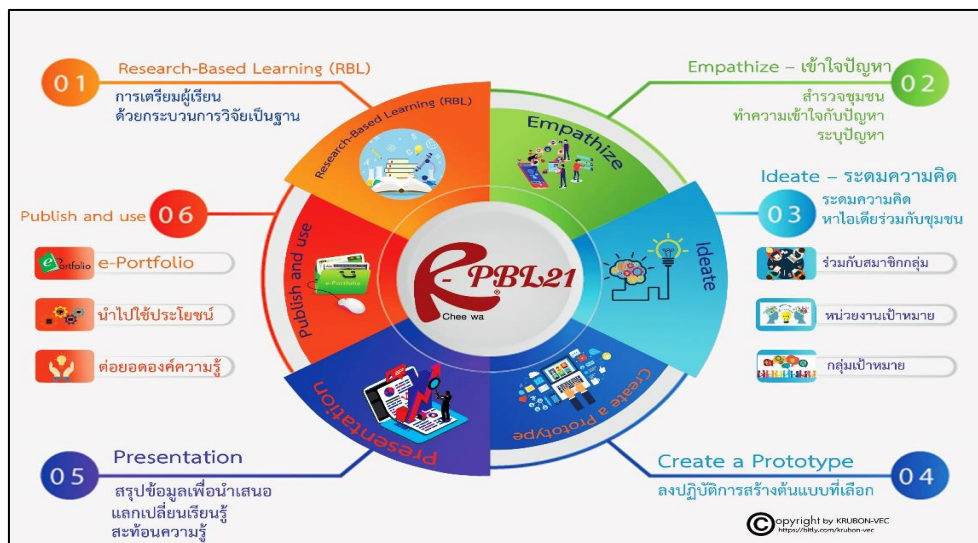 01
Research-Based Learning (RBL)
การเตรียมผู้เรียน
ด้วยกระบวนการวิจัยเป็นฐาน
Empathize – เข้าใจปัญหา
02
สำรวจชุมชน
ทำความเข้าใจกับปัญหา
ระบุปัญหา
Ideate – ระดมความคิด
03
ระดมความคิด
หาไอเดียร่วมกับชุมชน
ร่วมกับสมาชิกกลุ่ม
หน่วยงานเป้าหมาย
กลุ่มเป้าหมาย
Create a Prototype
04
ลงปฏิบัติการสร้างต้นแบบที่เลือก
05
Presentation
สรุปข้อมูลเพื่อนำเสนอ
แลกเปลี่ยนเรียนรู้
สะท้อนความรู้
Publish and use
06
e-Portfolio
e-Portfolio
นำไปใช้ประโยชน์
ต่อยอดองค์ความรู้
Research-Based Learning (RBL)
Empathize
Ideate
Create a Prototype
Presentation
Publish and use
e-Portfolio
R-PBL21
®
Chee wa
©opyright by KRUBON-VEC